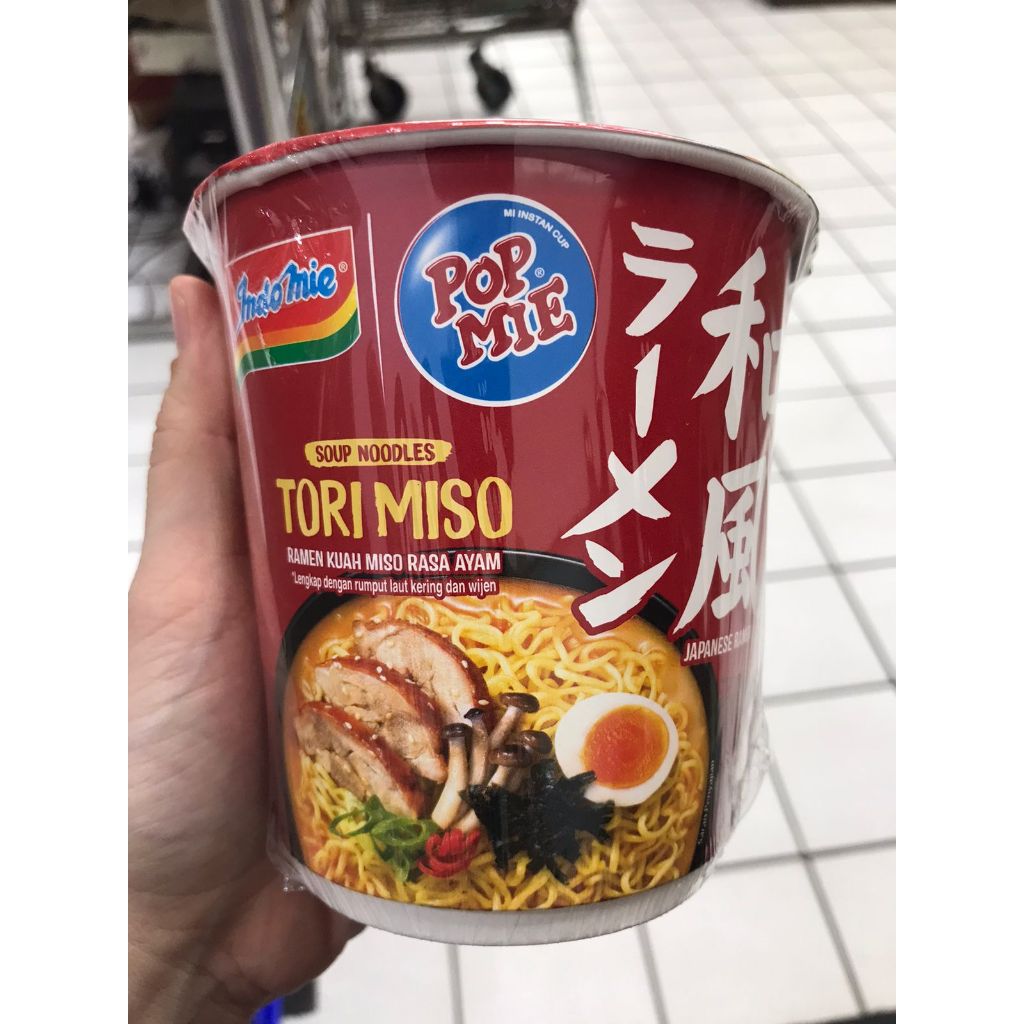 Indomie®
MI INSTAN CUP
POP
MIE®
SOUP NOODLES
TORI MISO
RAMEN KUAH MISO RASA AYAM
*Lengkap dengan rumput laut kering dan wijen
和風
ラーメン
JAPANESE